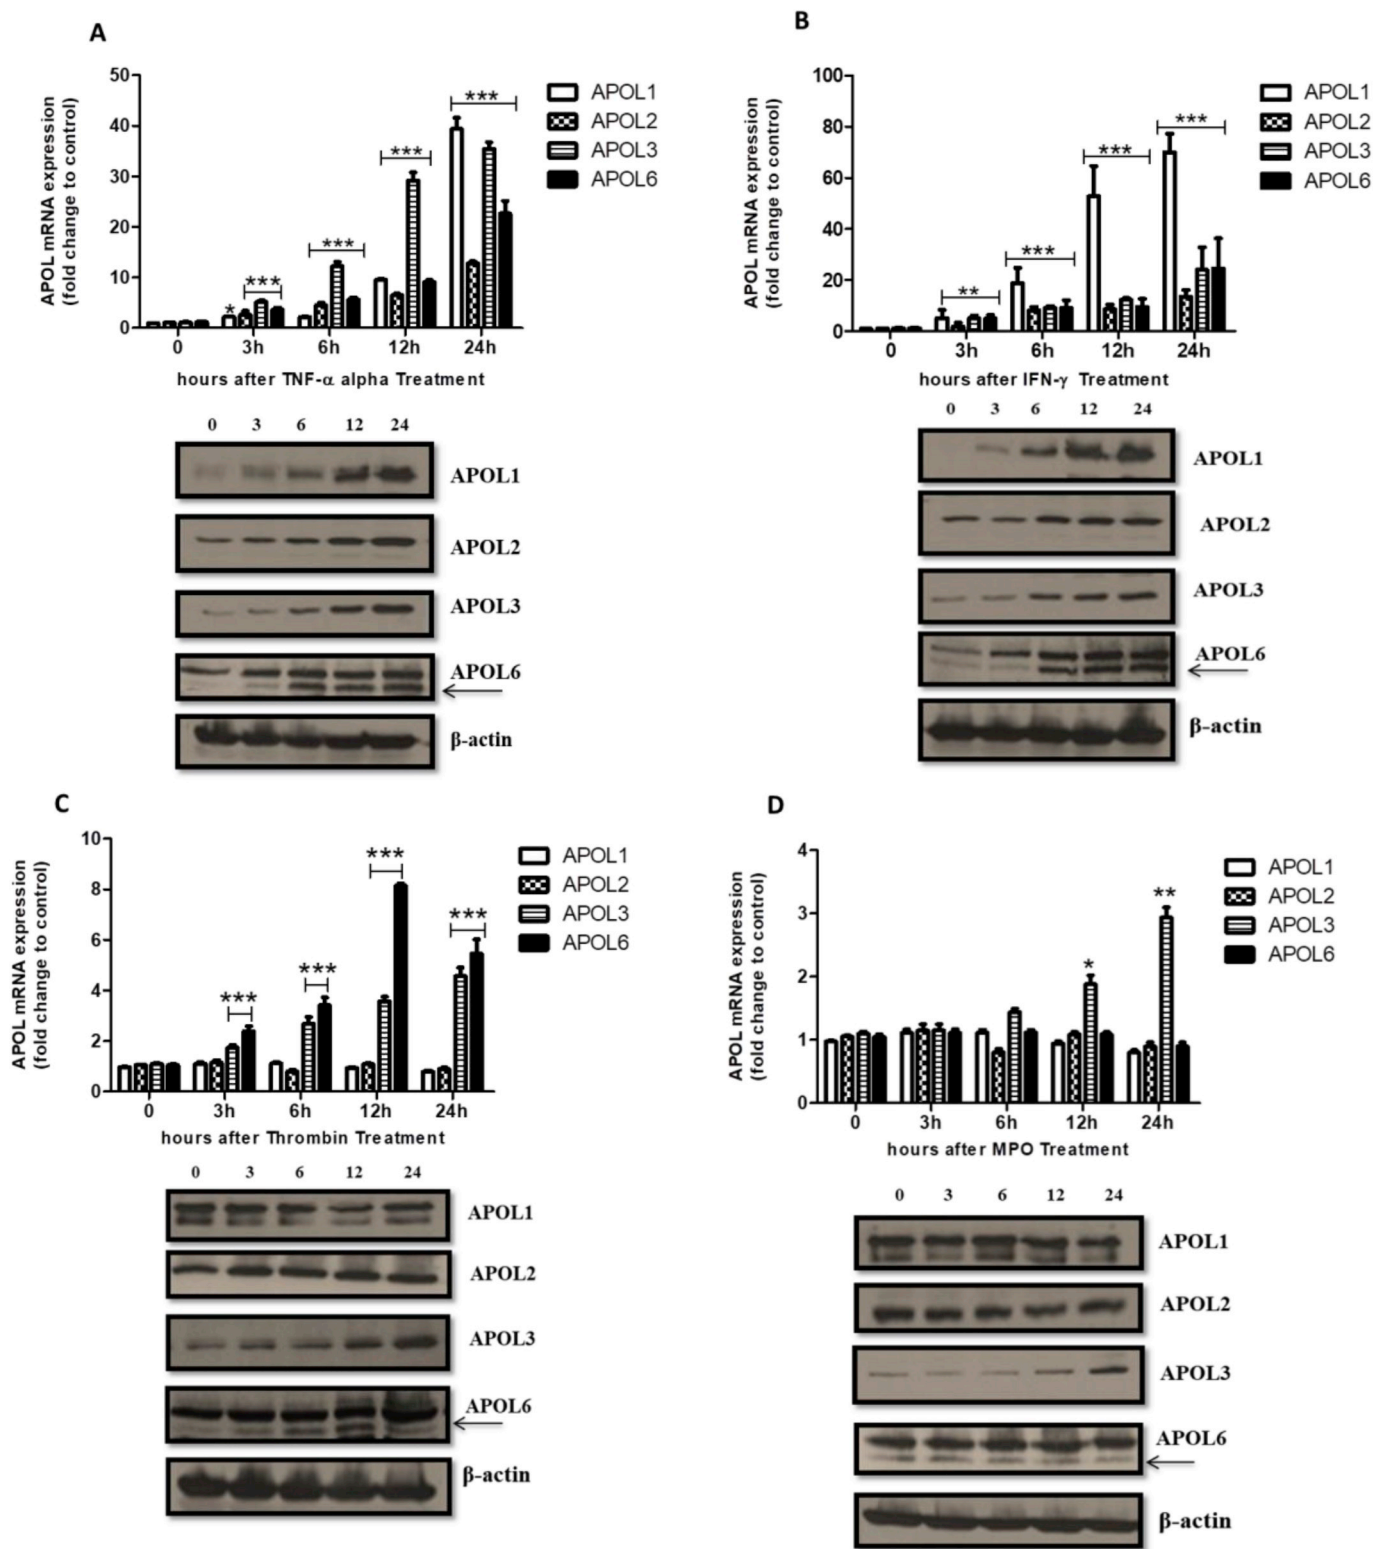 A
APOL mRNA expression
(fold change to control)
50
40
30
20
10
0
*
***
***
***
***
0 3h 6h 12h 24h
hours after TNF-α alpha Treatment
APOL1
APOL2
APOL3
APOL6
0 3 6 12 24
APOL1
APOL2
APOL3
APOL6
β-actin
B
APOL mRNA expression
(fold change to control)
100
80
60
40
20
0
**
***
***
***
0 3h 6h 12h 24h
hours after IFN-γ Treatment
APOL1
APOL2
APOL3
APOL6
0 3 6 12 24
APOL1
APOL2
APOL3
APOL6
β-actin
C
APOL mRNA expression
(fold change to control)
10
8
6
4
2
0
***
***
***
***
0 3h 6h 12h 24h
hours after Thrombin Treatment
APOL1
APOL2
APOL3
APOL6
0 3 6 12 24
APOL1
APOL2
APOL3
APOL6
β-actin
D
APOL mRNA expression
(fold change to control)
4
3
2
1
0
*
**
0 3h 6h 12h 24h
hours after MPO Treatment
APOL1
APOL2
APOL3
APOL6
0 3 6 12 24
APOL1
APOL2
APOL3
APOL6
β-actin